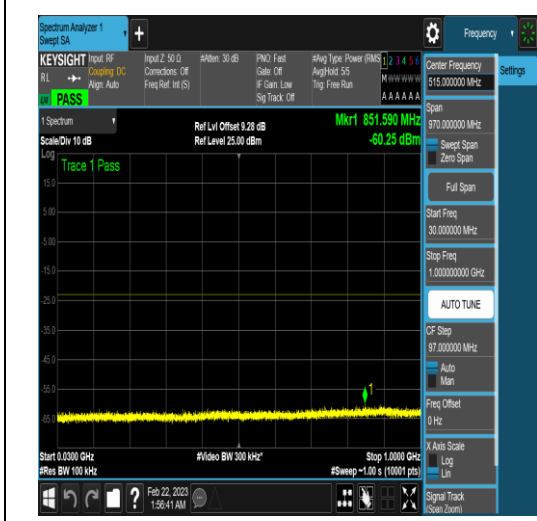 Spectrum Analyzer 1
Swept SA
+
Frequency
KEYSIGHT
RL
PASS
Input: RF
Coupling: DC
Align: Auto
Input Z: 50 Ω
Corrections: Off
Freq Ref: Int (S)
#Atten: 30 dB
PNO: Fast
Gate: Off
IF Gain: Low
Sig Track: Off
#Avg Type: Power (RMS
Avg|Hold: 5/5
Trig: Free Run
1 2 3 4 5 6
M W W W W W
A A A A A A
1 Spectrum
Scale/Div 10 dB
Ref Lvl Offset 9.28 dB
Ref Level 25.00 dBm
Mkr1 851.590 MHz
-60.25 dBm
Log
Trace 1 Pass
15.0
5.00
-5.00
-15.0
-25.0
-35.0
-45.0
-55.0
-65.0
1
Start 0.0300 GHz
#Res BW 100 kHz
#Video BW 300 kHz*
Stop 1.0000 GHz
#Sweep ~1.00 s (10001 pts)
Center Frequency
515.000000 MHz
Settings
Span
970.000000 MHz
Swept Span
Zero Span
Full Span
Start Freq
30.000000 MHz
Stop Freq
1.000000000 GHz
AUTO TUNE
CF Step
97.000000 MHz
Auto
Man
Freq Offset
0 Hz
X Axis Scale
Log
Lin
Signal Track
(Span Zoom)
?
Feb 22, 2023
1:56:41 AM